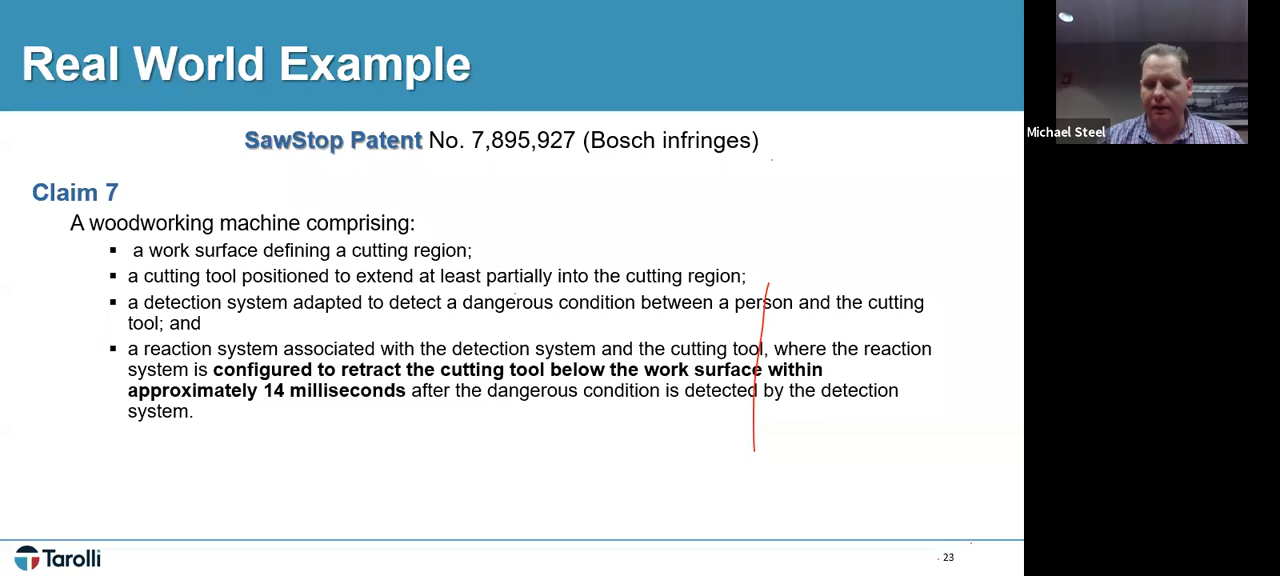 Real World Example
SawStop Patent No. 7,895,927 (Bosch infringes)
Michael Steel
Claim 7
A woodworking machine comprising:
▪ a work surface defining a cutting region;
▪ a cutting tool positioned to extend at least partially into the cutting region;
▪ a detection system adapted to detect a dangerous condition between a person and the cutting
tool; and
▪ a reaction system associated with the detection system and the cutting tool, where the reaction
system is configured to retract the cutting tool below the work surface within
approximately 14 milliseconds after the dangerous condition is detected by the detection
system.
Tarolli
23